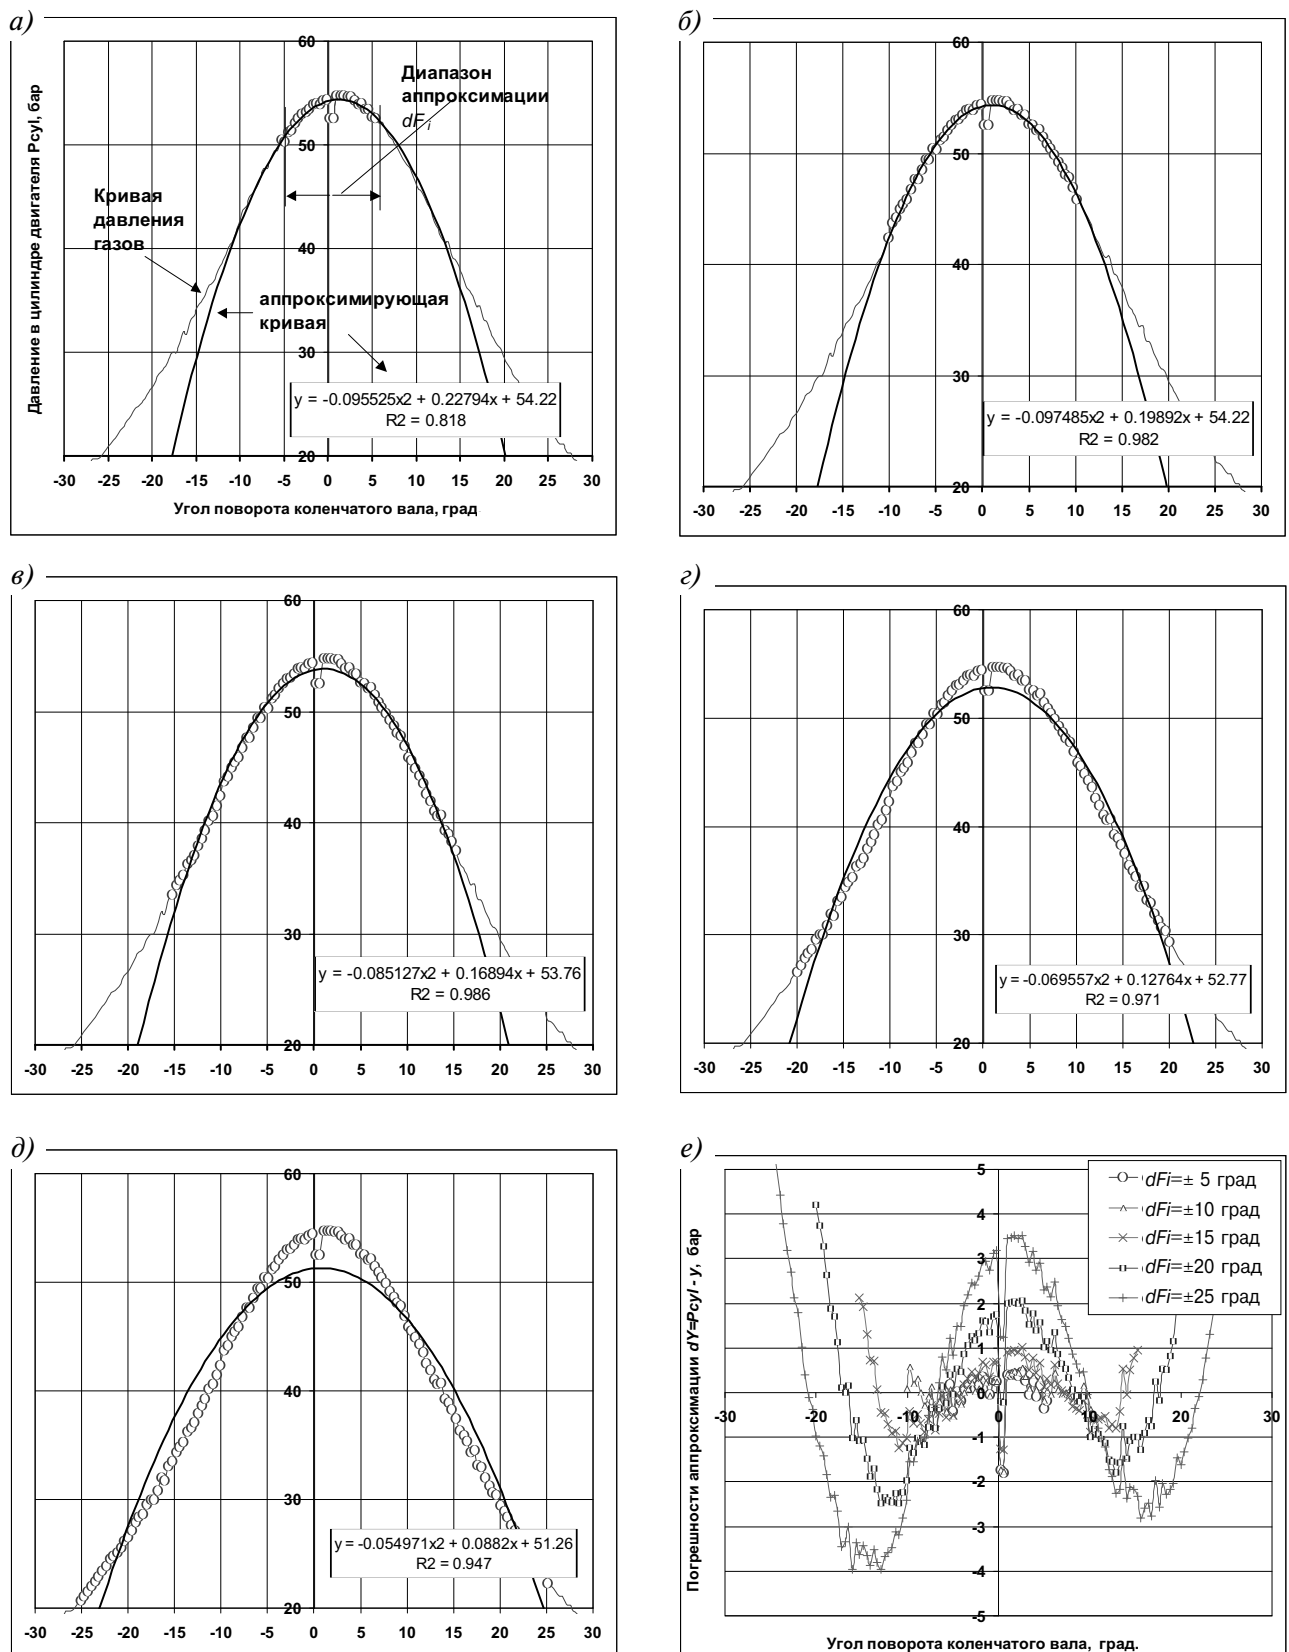 а)
60
50
40
30
20
-30 -25 -20 -15 -10 -5 0 5 10 15 20 25 30
Давление в цилиндре двигателя Pcyl, бар
Угол поворота коленчатого вала, град.
Диапазон
аппроксимации
dFi
Кривая
давления
газов
аппроксимирующая
кривая
y = -0.095525x2 + 0.22794x + 54.22
R2 = 0.818
б)
60
50
40
30
20
-30 -25 -20 -15 -10 -5 0 5 10 15 20 25 30
y = -0.097485x2 + 0.19892x + 54.22
R2 = 0.982
в)
60
50
40
30
20
-30 -25 -20 -15 -10 -5 0 5 10 15 20 25 30
y = -0.085127x2 + 0.16894x + 53.76
R2 = 0.986
г)
60
50
40
30
20
-30 -25 -20 -15 -10 -5 0 5 10 15 20 25 30
y = -0.069557x2 + 0.12764x + 52.77
R2 = 0.971
д)
60
50
40
30
20
-30 -25 -20 -15 -10 -5 0 5 10 15 20 25 30
y = -0.054971x2 + 0.0882x + 51.26
R2 = 0.947
е)
5
4
3
2
1
0
-1
-2
-3
-4
-5
-30 -20 -10 0 10 20 30
Погрешности аппроксимации dY=Pcyl - y, бар
Угол поворота коленчатого вала, град.
dFi=± 5 град
dFi=±10 град
dFi=±15 град
dFi=±20 град
dFi=±25 град